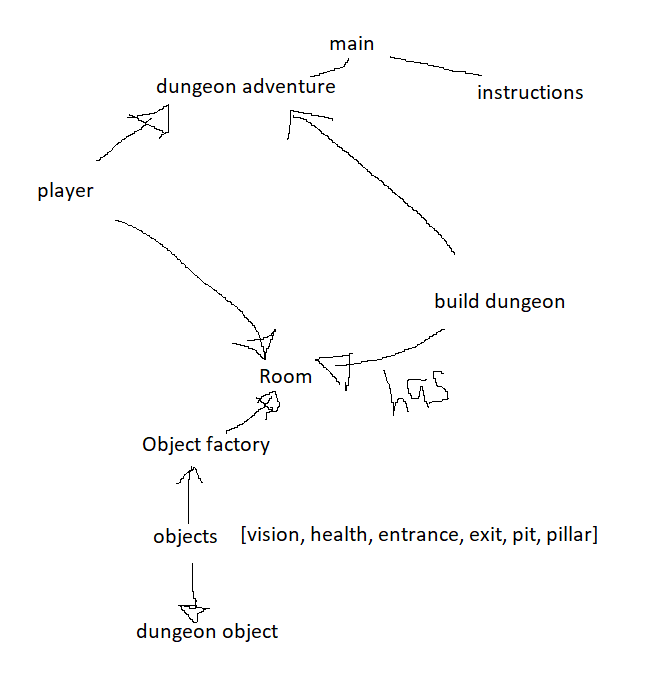 main
dungeon adventure
instructions
player
build dungeon
Room
has
Object factory
objects [vision, health, entrance, exit, pit, pillar]
dungeon object